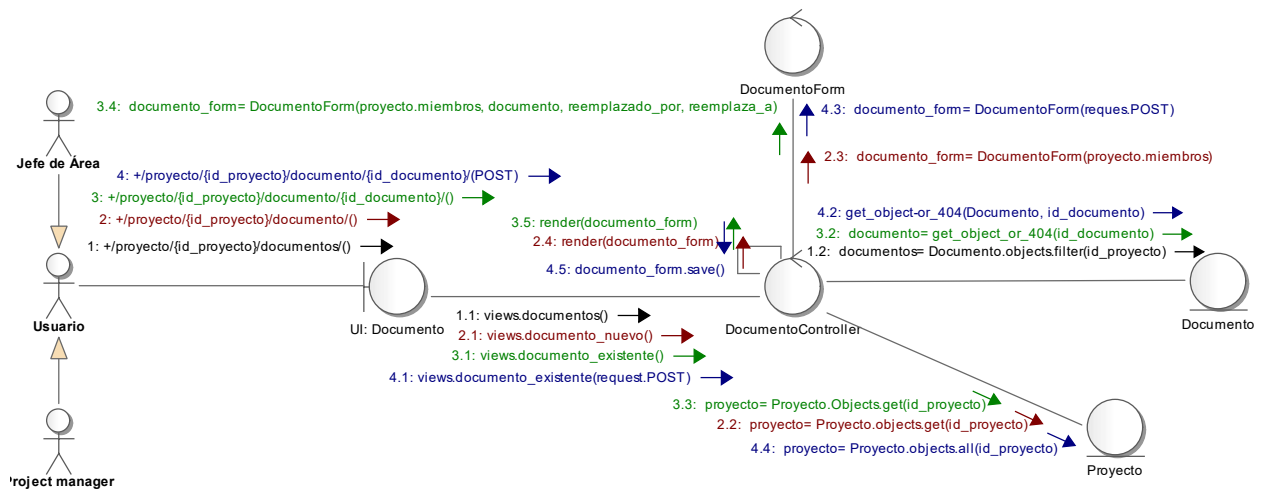 DocumentoForm
3.4: documento_form= DocumentoForm(proyecto.miembros, documento, reemplazado_por, reemplaza_a)
4.3: documento_form= DocumentoForm(reques.POST)
Jefe de Área
2.3: documento_form= DocumentoForm(proyecto.miembros)
4: +/proyecto/{id_proyecto}/documento/{id_documento}/(POST)
3: +/proyecto/{id_proyecto}/documento/{id_documento}/()
2: +/proyecto/{id_proyecto}/documento/()
1: +/proyecto/{id_proyecto}/documentos/()
3.5: render(documento_form)
2.4: render(documento_form)
4.5: documento_form.save()
4.2: get_object-or_404(Documento, id_documento)
3.2: documento= get_object_or_404(id_documento)
1.2: documentos= Documento.objects.filter(id_proyecto)
Usuario
UI: Documento
DocumentoController
Documento
1.1: views.documentos()
2.1: views.documento_nuevo()
3.1: views.documento_existente()
4.1: views.documento_existente(request.POST)
3.3: proyecto= Proyecto.Objects.get(id_proyecto)
2.2: proyecto= Proyecto.objects.get(id_proyecto)
4.4: proyecto= Proyecto.objects.all(id_proyecto)
Proyecto
Project manager